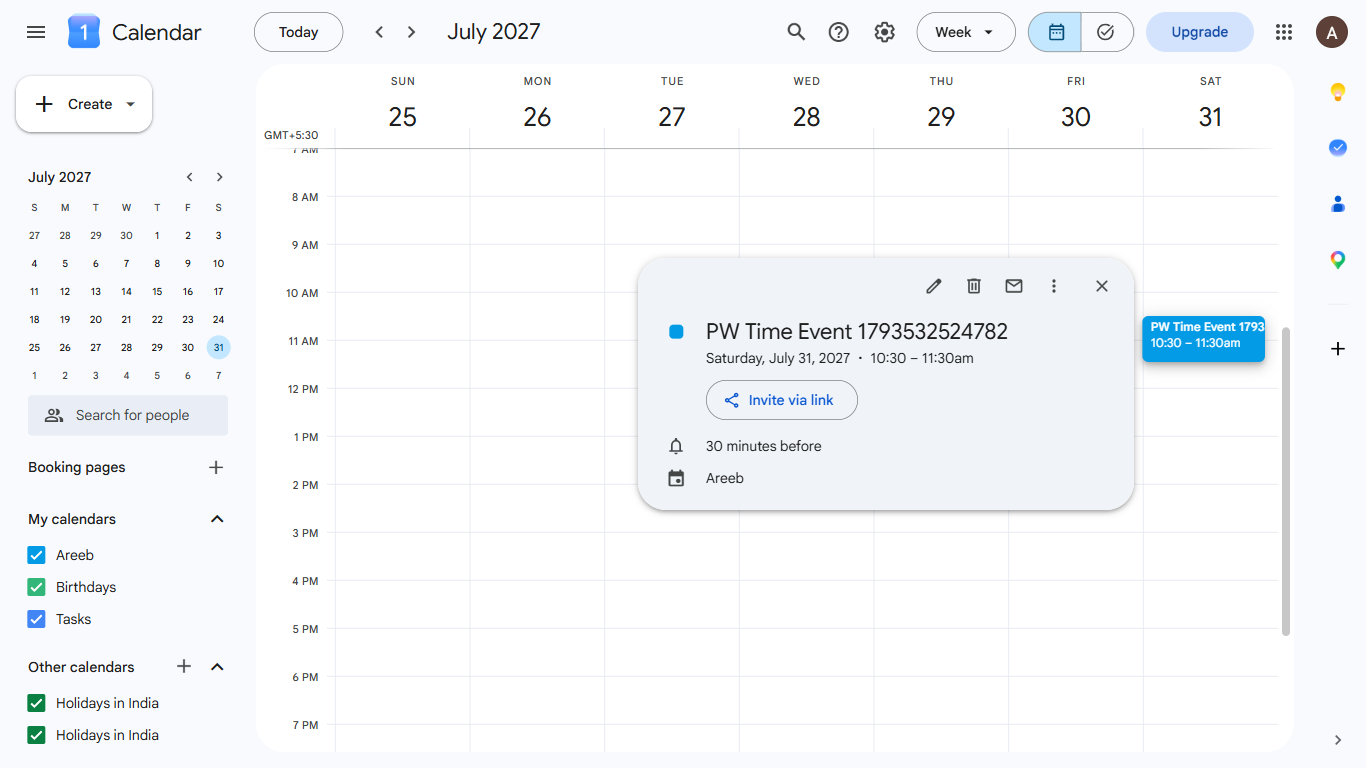 1 Calendar Today July 2027 Week Upgrade A
Create
SUN MON TUE WED THU FRI SAT
25 26 27 28 29 30 31
GMT+5:30
7 AM
8 AM
9 AM
10 AM
11 AM
12 PM
1 PM
2 PM
3 PM
4 PM
5 PM
6 PM
7 PM
July 2027
S M T W T F S
27 28 29 30 1 2 3
4 5 6 7 8 9 10
11 12 13 14 15 16 17
18 19 20 21 22 23 24
25 26 27 28 29 30 31
1 2 3 4 5 6 7
Search for people
Booking pages
My calendars
Areeb
Birthdays
Tasks
Other calendars
Holidays in India
Holidays in India
PW Time Event 1793532524782
Saturday, July 31, 2027 • 10:30 – 11:30am
Invite via link
30 minutes before
Areeb
PW Time Event 1793
10:30 – 11:30am